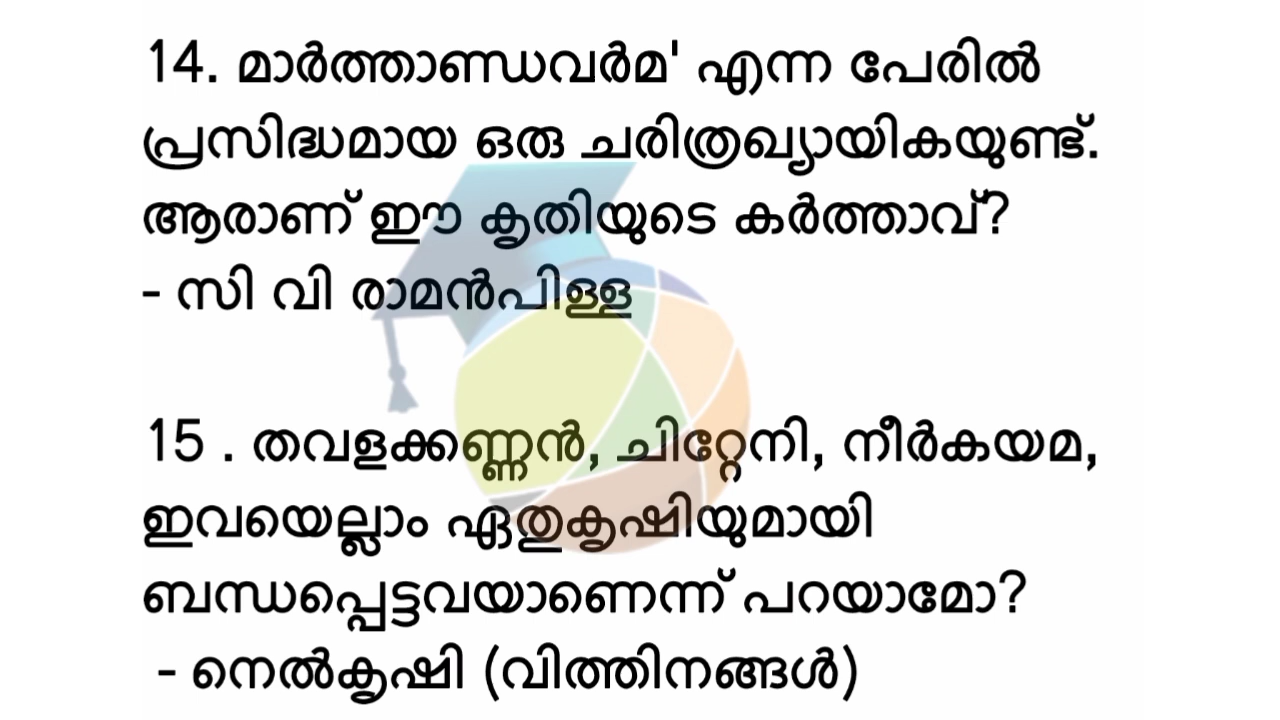 14. മാർത്താണ്ഡവർമ' എന്ന പേരിൽ
പ്രസിദ്ധമായ ഒരു ചരിത്രഖ്യായികയുണ്ട്.
ആരാണ് ഈ കൃതിയുടെ കർത്താവ്?
- സി വി രാമൻപിള്ള
15 . തവളക്കണ്ണൻ, ചിറ്റേനി, നീർകയമ,
ഇവയെല്ലാം ഏതുകൃഷിയുമായി
ബന്ധപ്പെട്ടവയാണെന്ന് പറയാമോ?
- നെൽകൃഷി (വിത്തിനങ്ങൾ)